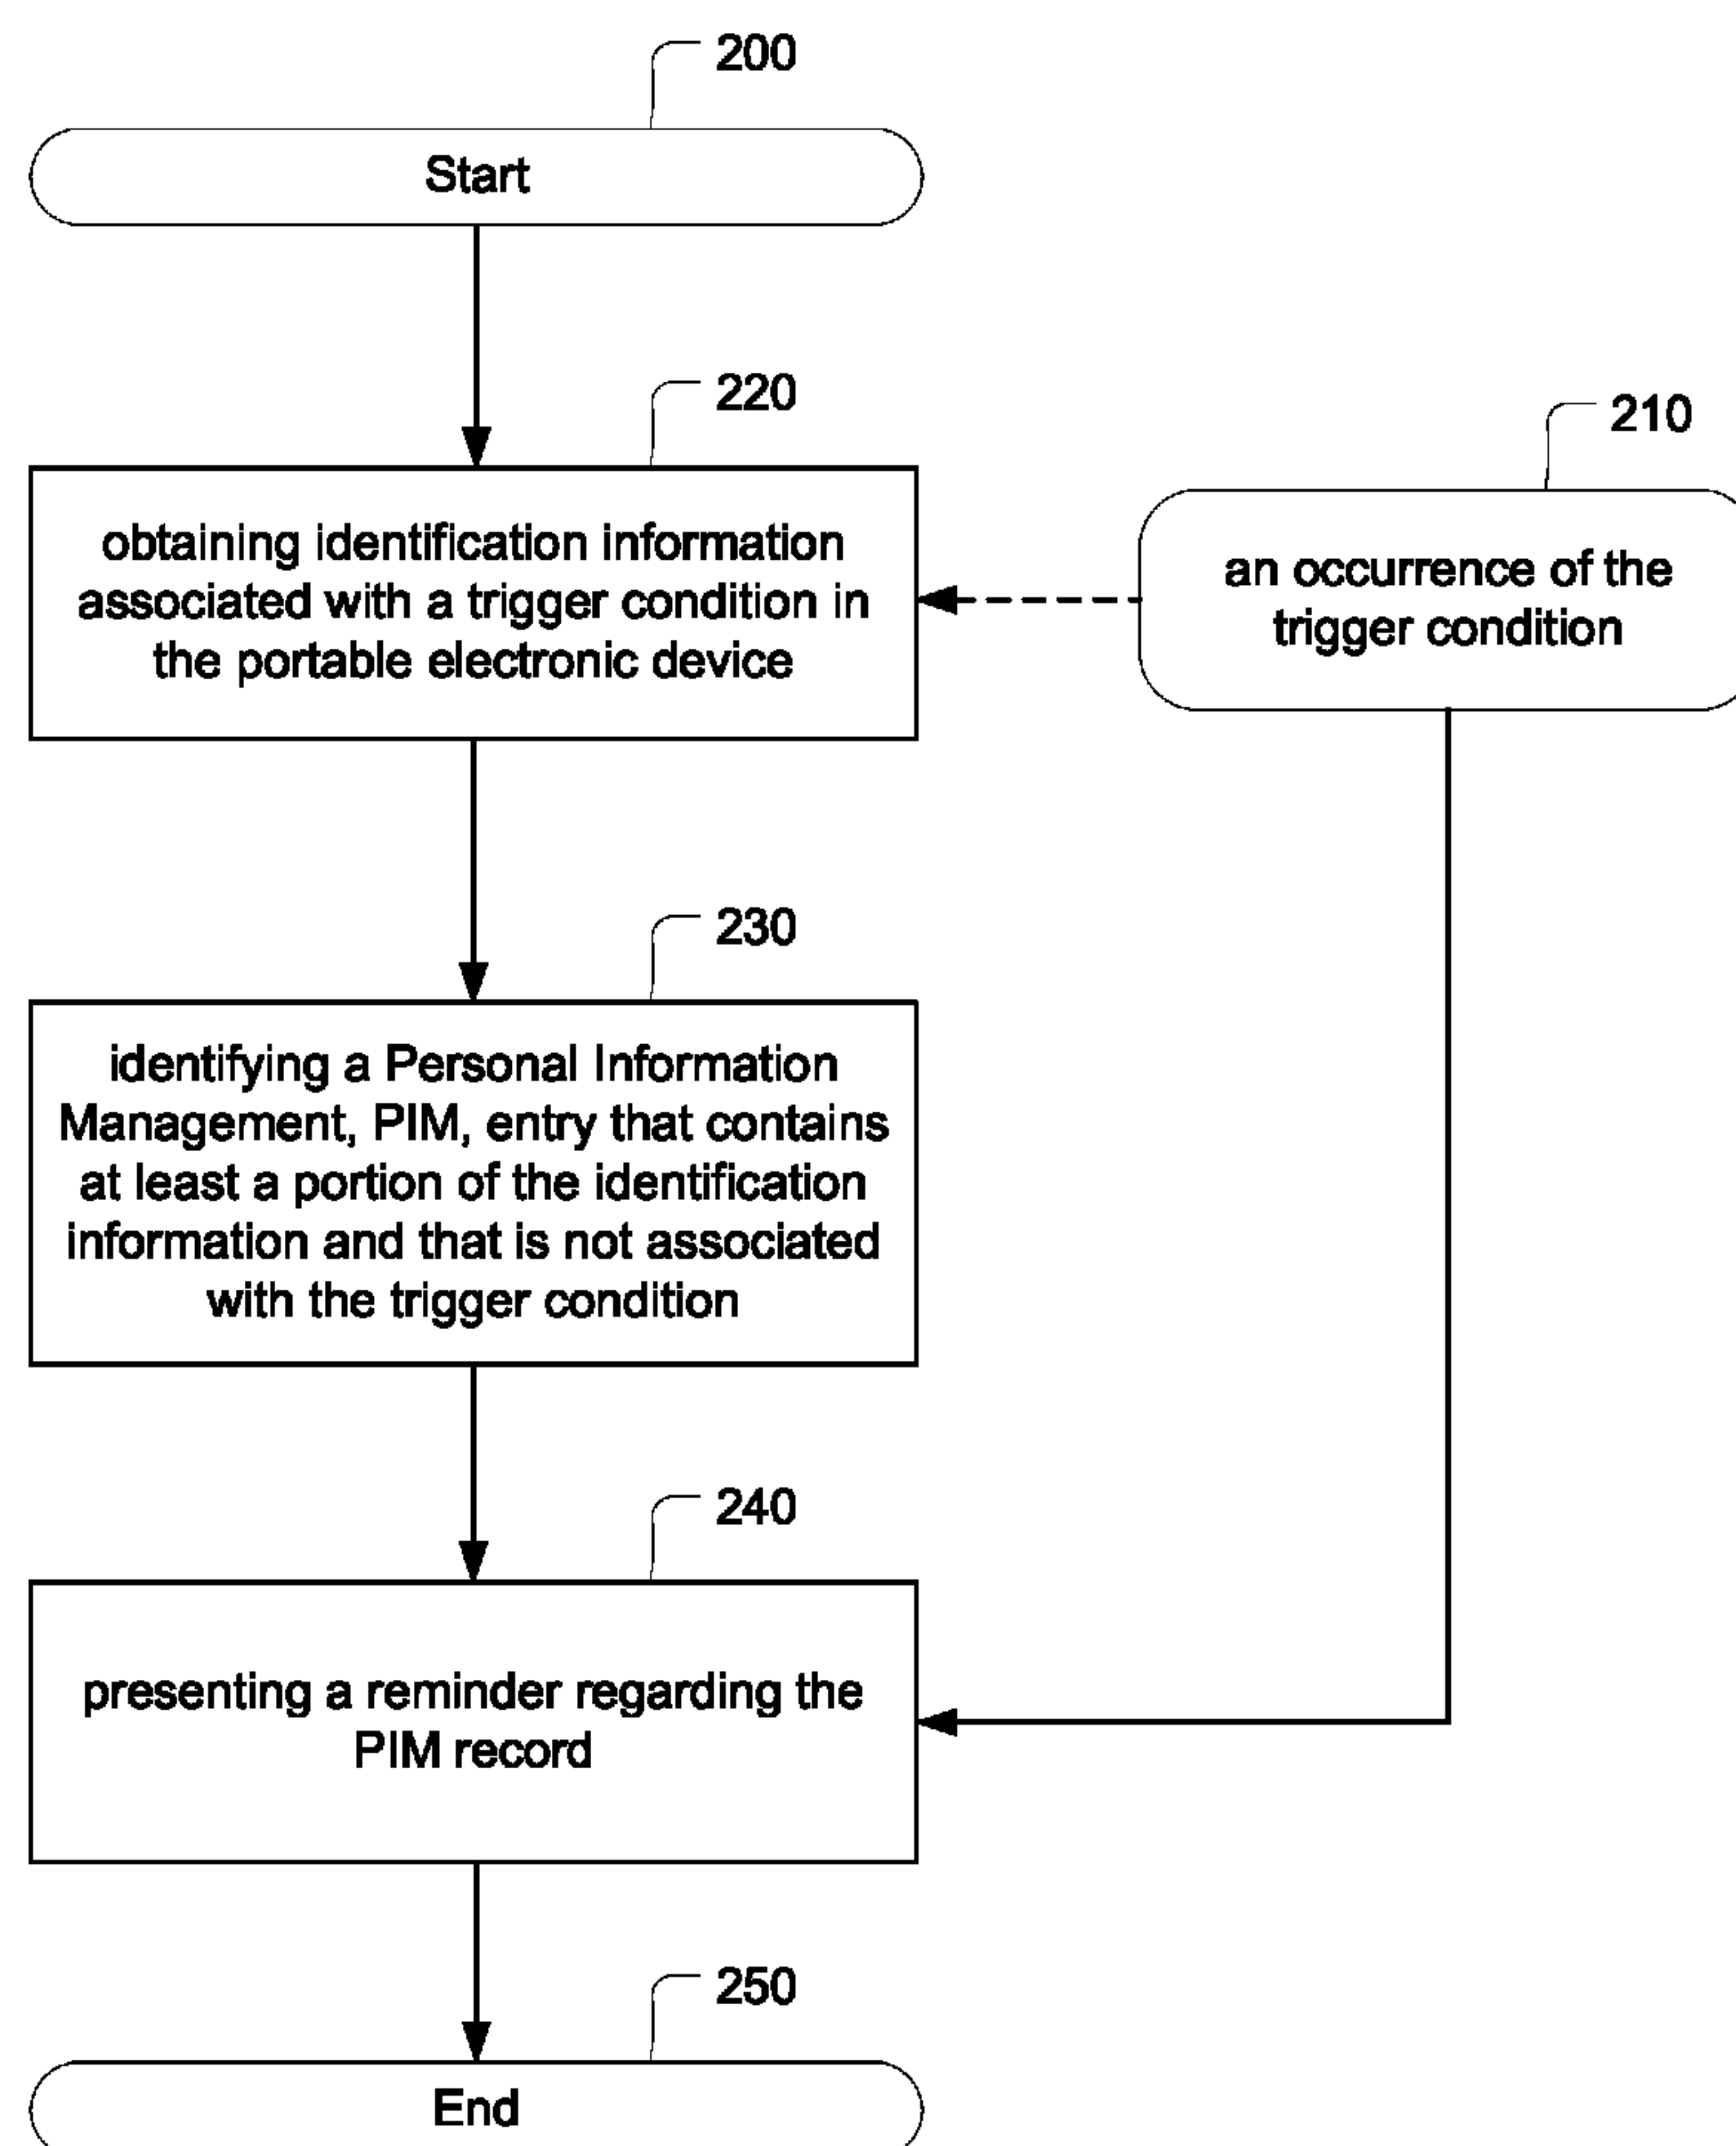 200
Start
220
obtaining identification information
associated with a trigger condition in
the portable electronic device
210
an occurrence of the
trigger condition
230
identifying a Personal Information
Management, PIM, entry that contains
at least a portion of the identification
information and that is not associated
with the trigger condition
240
presenting a reminder regarding the
PIM record
250
End